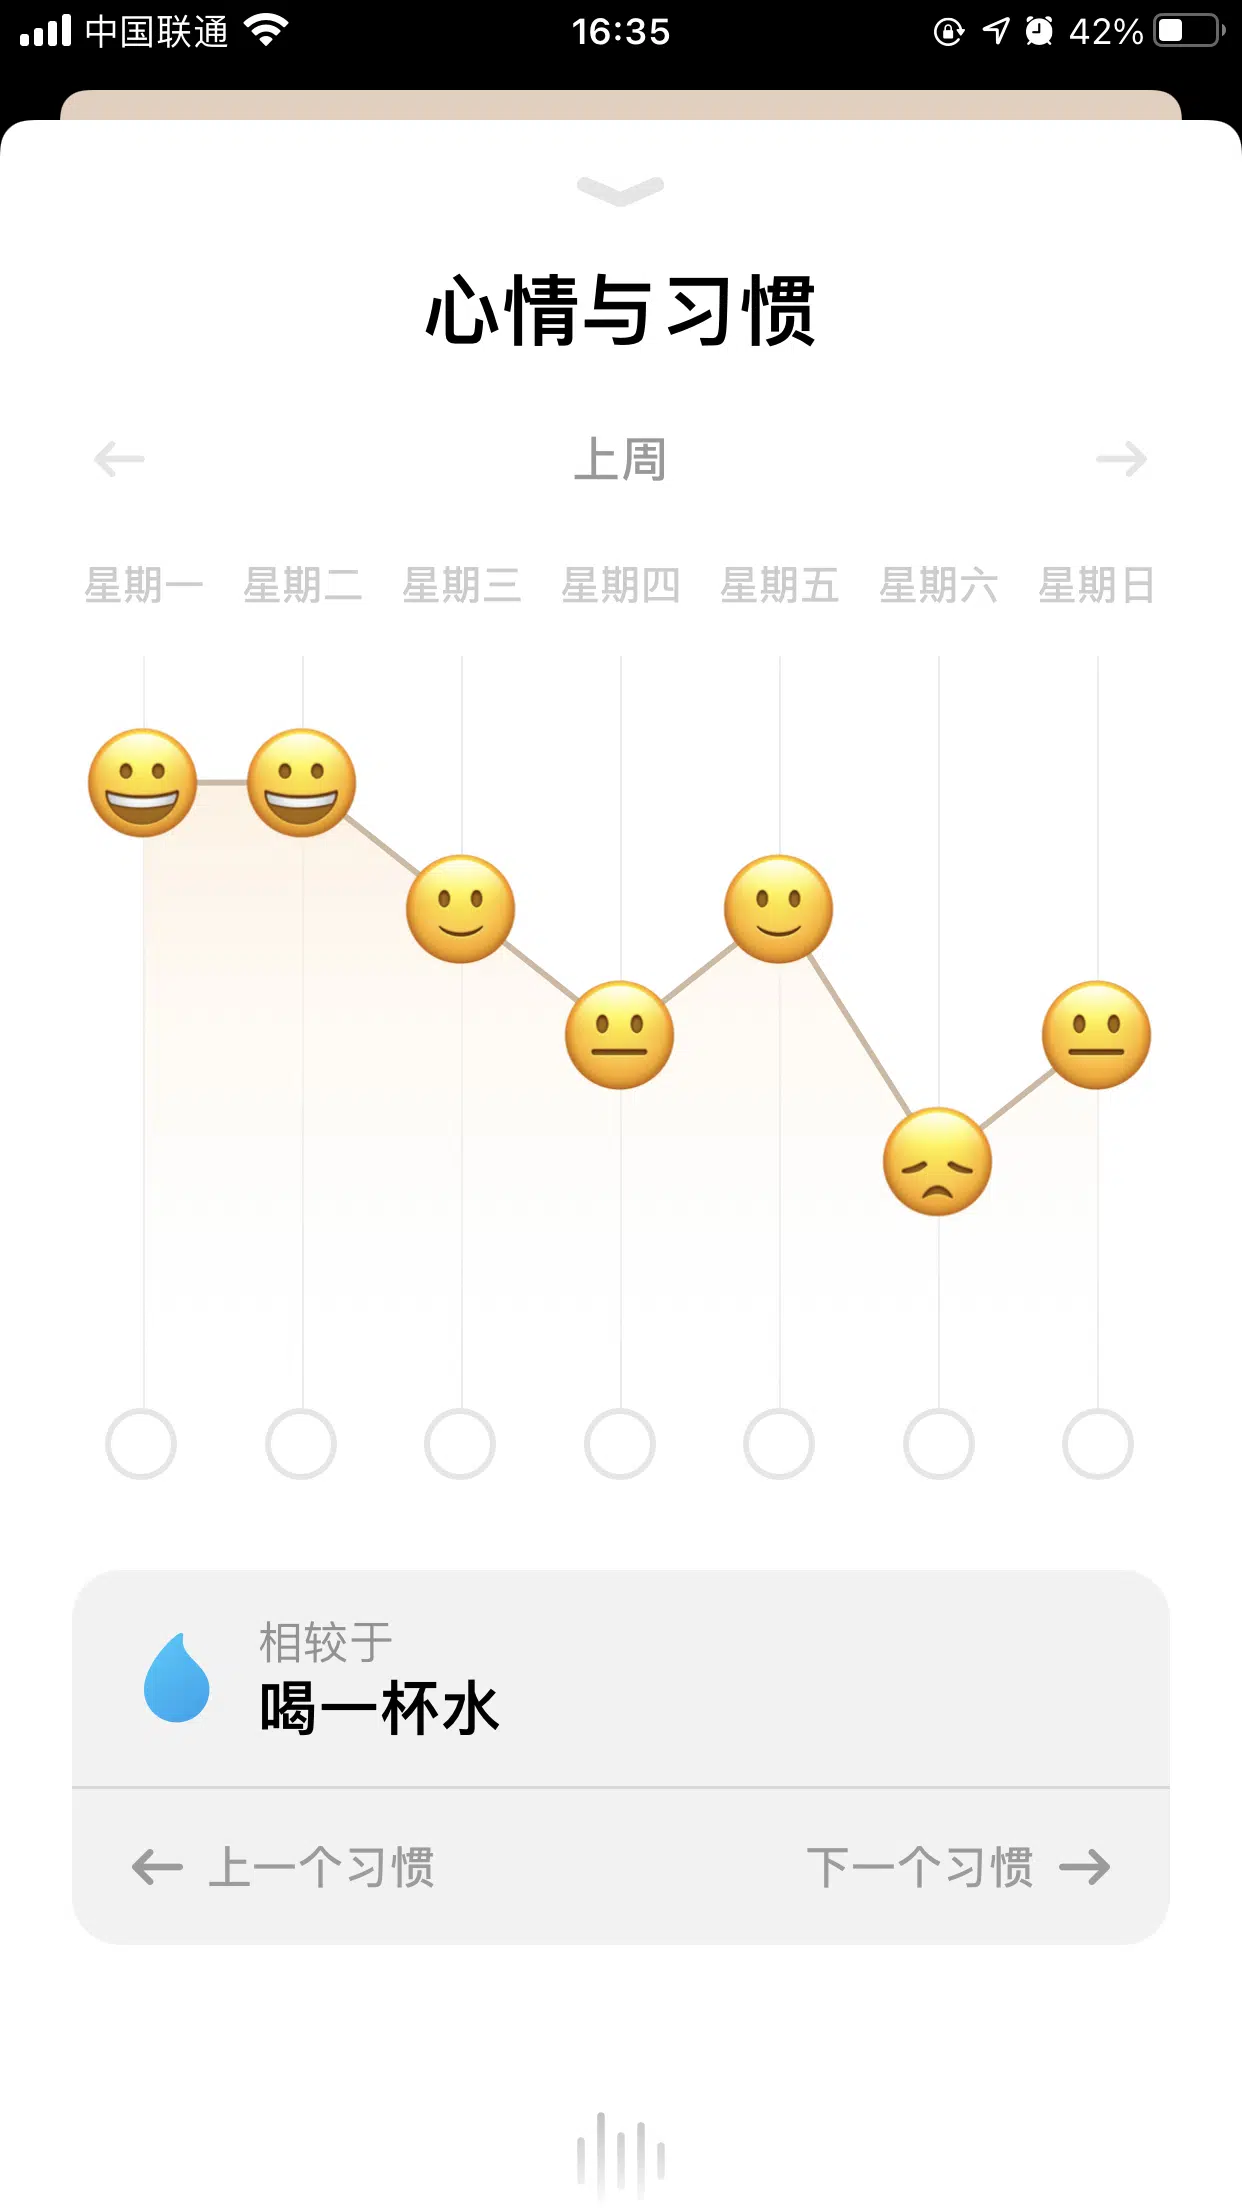 中国联通 16:35 42%
心情与习惯
上周
星期一 星期二 星期三 星期四 星期五 星期六 星期日
相较于
喝一杯水
上一个习惯 下一个习惯